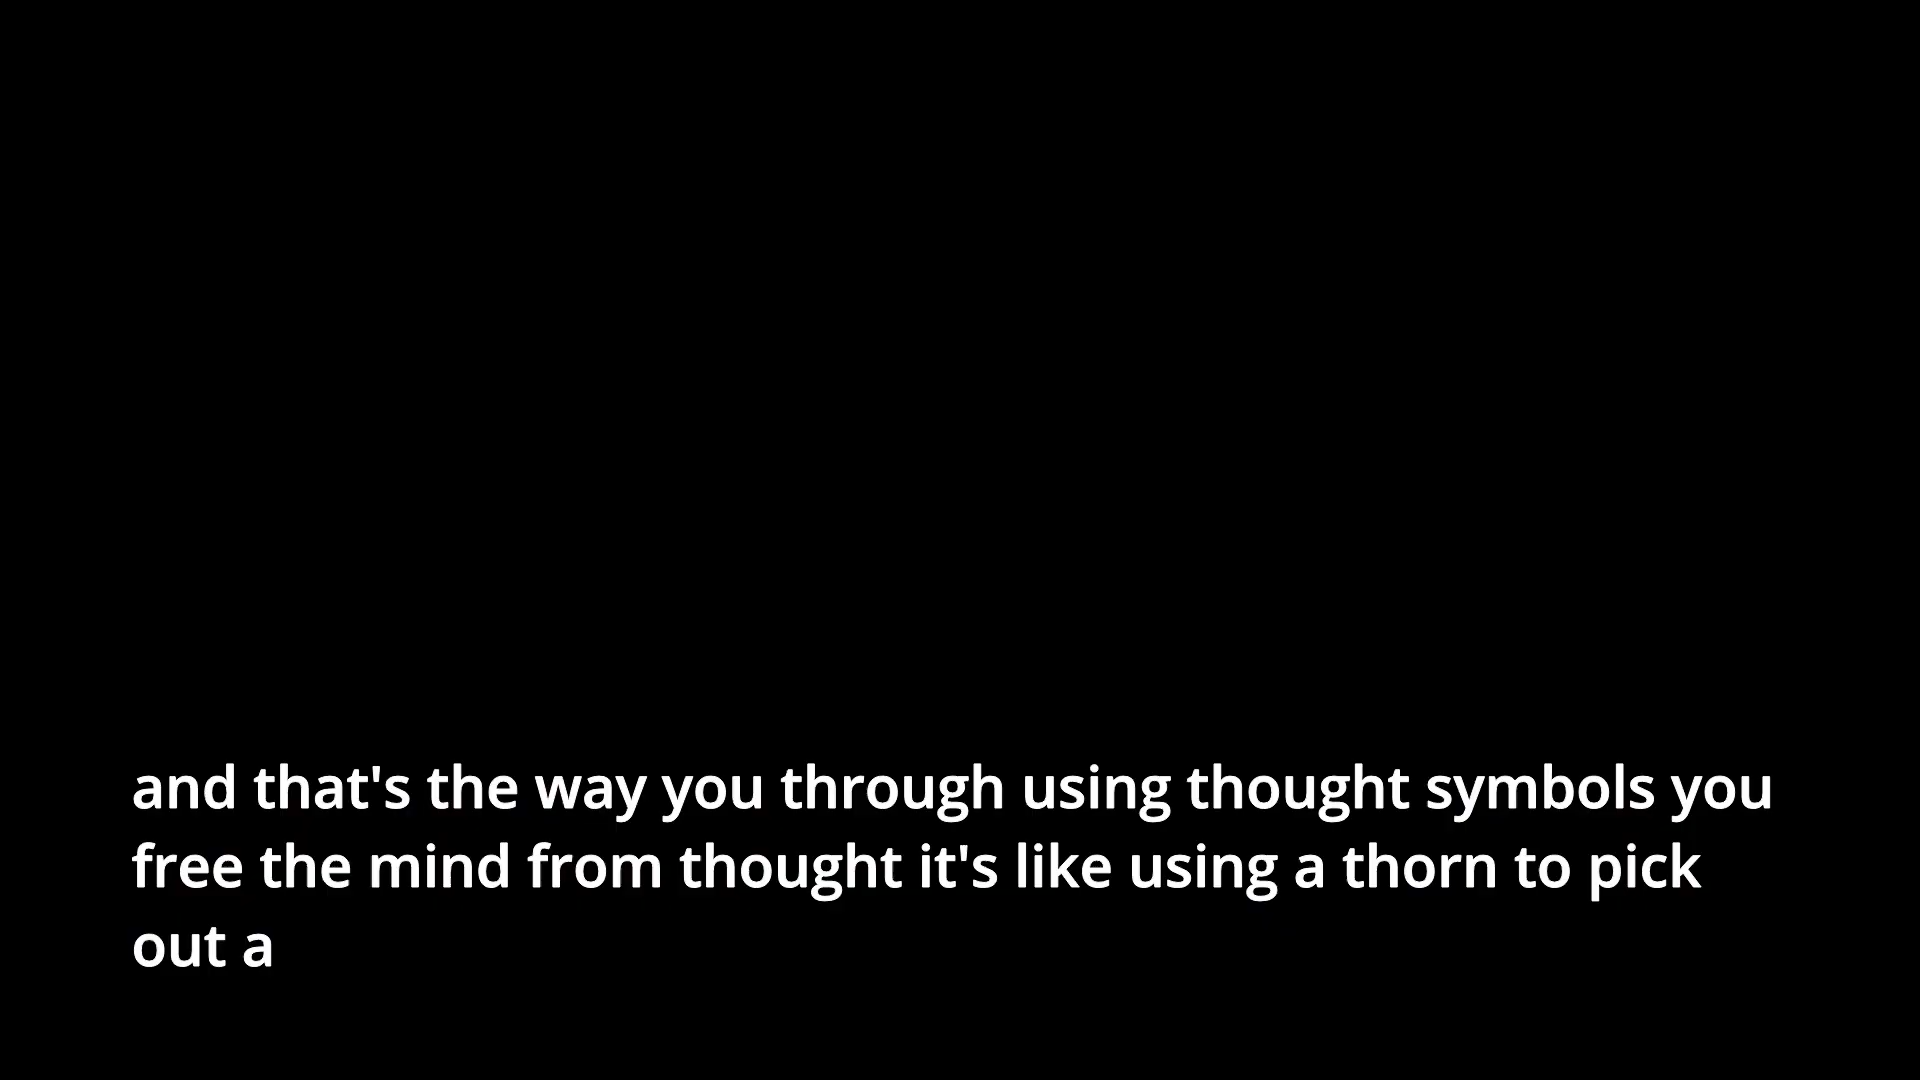 and that's the way you through using thought symbols you
free the mind from thought it's like using a thorn to pick
out a